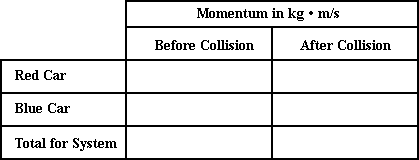 Momentum in kg • m/s
Before Collision After Collision
Red Car
Blue Car
Total for System